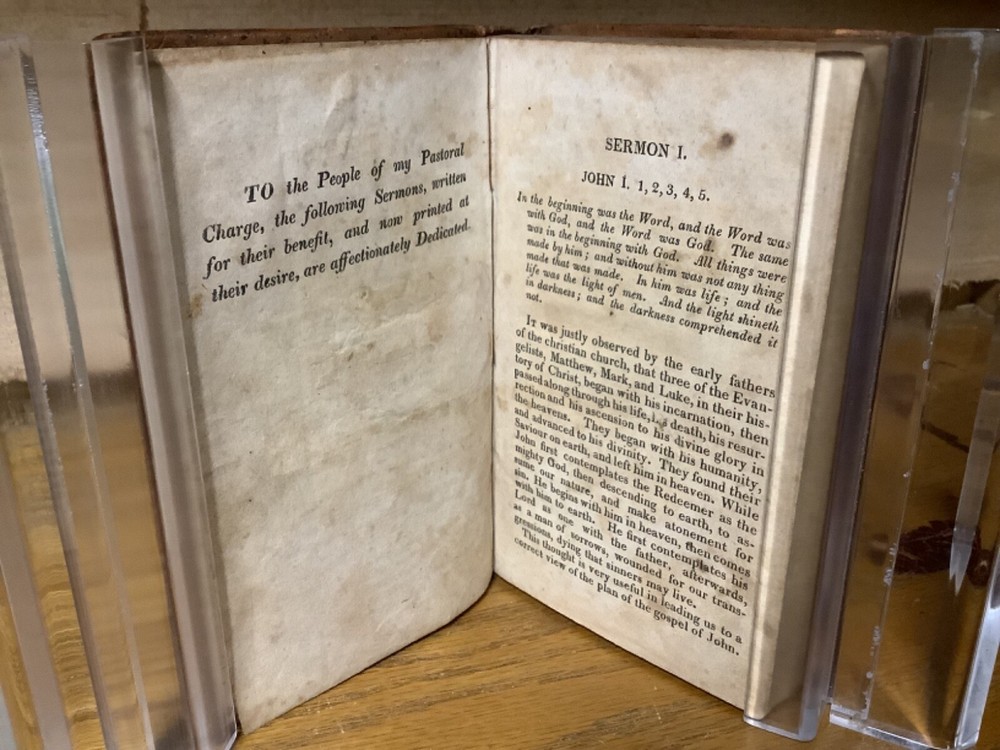 TO the People of my Pastoral
Charge, the following Sermons, written
for their benefit, and now printed at
their desire, are affectionately Dedicated.
SERMON I.
JOHN 1. 1, 2, 3, 4, 5.
In the beginning was the Word, and the Word was
with God, and the Word was God. The same
was in the beginning with God. All things were
made by him; and without him was not any thing
made that was made. In him was life; and the
life was the light of men. And the light shineth
in darkness; and the darkness comprehended it
not.
IT was justly observed by the early fathers
of the christian church, that three of the Evan-
gelists, Matthew, Mark, and Luke, in their his-
tory of Christ, began with his incarnation, then
passed along through his life, his death, his resur-
rection and his ascension to his divine glory in
the heavens. They began with his humanity,
and advanced to his divinity. They found their
Saviour on earth, and left him in heaven. While
John first contemplates the Redeemer as the
mighty God, then descending to earth, to as-
sume our nature, and make atonement for
sin. He begins with him in heaven, then comes
with him to earth. He first contemplates his
Lord as one with the father, afterwards,
as a man of sorrows, wounded for our trans-
gressions, dying that sinners may live.
This thought is very useful in leading us to a
correct view of the plan of the gospel of John.